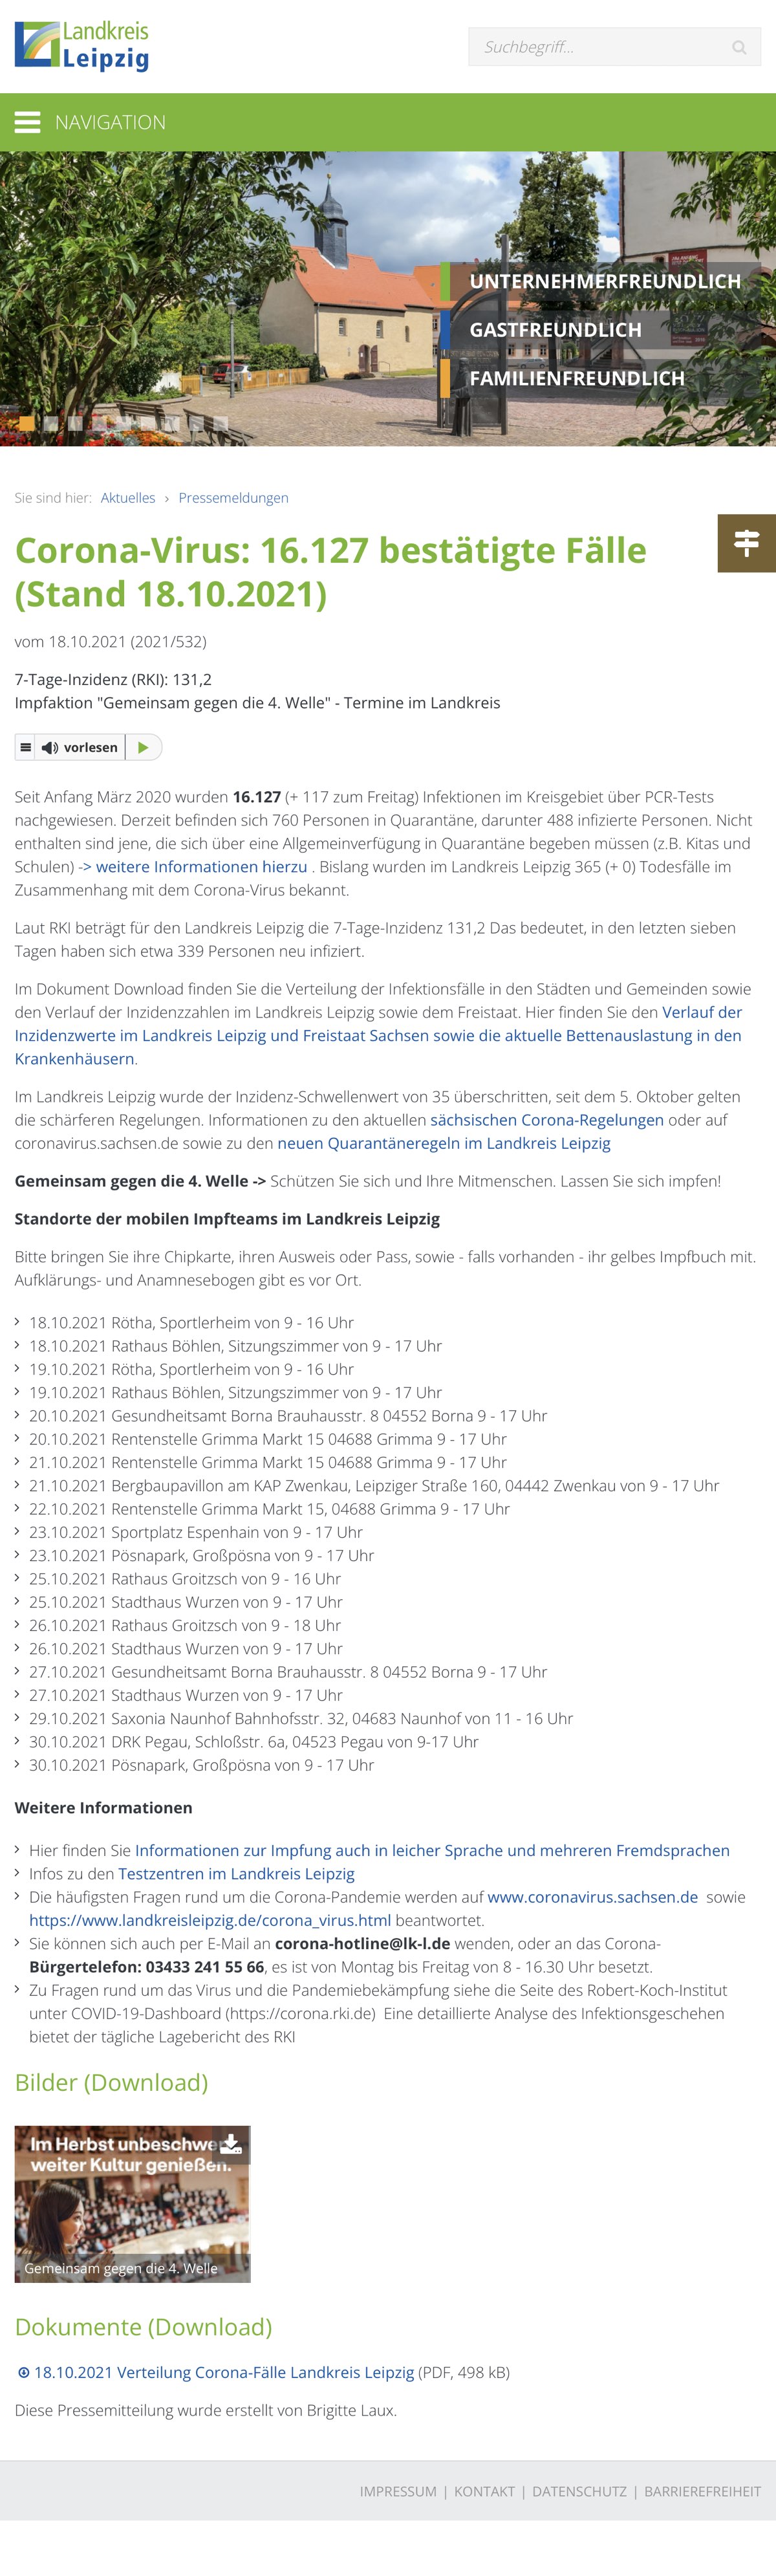 Landkreis
Leipzig
Suchbegriff...
NAVIGATION
UNTERNEHMERFREUNDLICH
GASTFREUNDLICH
FAMILIENFREUNDLICH
Sie sind hier: Aktuelles › Pressemeldungen
Corona-Virus: 16.127 bestätigte Fälle
(Stand 18.10.2021)
vom 18.10.2021 (2021/532)
7-Tage-Inzidenz (RKI): 131,2
Impfaktion "Gemeinsam gegen die 4. Welle" - Termine im Landkreis
vorlesen
Seit Anfang März 2020 wurden 16.127 (+ 117 zum Freitag) Infektionen im Kreisgebiet über PCR-Tests
nachgewiesen. Derzeit befinden sich 760 Personen in Quarantäne, darunter 488 infizierte Personen. Nicht
enthalten sind jene, die sich über eine Allgemeinverfügung in Quarantäne begeben müssen (z.B. Kitas und
Schulen) -> weitere Informationen hierzu . Bislang wurden im Landkreis Leipzig 365 (+ 0) Todesfälle im
Zusammenhang mit dem Corona-Virus bekannt.
Laut RKI beträgt für den Landkreis Leipzig die 7-Tage-Inzidenz 131,2 Das bedeutet, in den letzten sieben
Tagen haben sich etwa 339 Personen neu infiziert.
Im Dokument Download finden Sie die Verteilung der Infektionsfälle in den Städten und Gemeinden sowie
den Verlauf der Inzidenzzahlen im Landkreis Leipzig sowie dem Freistaat. Hier finden Sie den Verlauf der
Inzidenzwerte im Landkreis Leipzig und Freistaat Sachsen sowie die aktuelle Bettenauslastung in den
Krankenhäusern.
Im Landkreis Leipzig wurde der Inzidenz-Schwellenwert von 35 überschritten, seit dem 5. Oktober gelten
die schärferen Regelungen. Informationen zu den aktuellen sächsischen Corona-Regelungen oder auf
coronavirus.sachsen.de sowie zu den neuen Quarantäneregeln im Landkreis Leipzig
Gemeinsam gegen die 4. Welle -> Schützen Sie sich und Ihre Mitmenschen. Lassen Sie sich impfen!
Standorte der mobilen Impfteams im Landkreis Leipzig
Bitte bringen Sie ihre Chipkarte, ihren Ausweis oder Pass, sowie - falls vorhanden - ihr gelbes Impfbuch mit.
Aufklärungs- und Anamnesebogen gibt es vor Ort.
18.10.2021 Rötha, Sportlerheim von 9 - 16 Uhr
18.10.2021 Rathaus Böhlen, Sitzungszimmer von 9 - 17 Uhr
19.10.2021 Rötha, Sportlerheim von 9 - 16 Uhr
19.10.2021 Rathaus Böhlen, Sitzungszimmer von 9 - 17 Uhr
20.10.2021 Gesundheitsamt Borna Brauhausstr. 8 04552 Borna 9 - 17 Uhr
20.10.2021 Rentenstelle Grimma Markt 15 04688 Grimma 9 - 17 Uhr
21.10.2021 Rentenstelle Grimma Markt 15 04688 Grimma 9 - 17 Uhr
21.10.2021 Bergbaupavillon am KAP Zwenkau, Leipziger Straße 160, 04442 Zwenkau von 9 - 17 Uhr
22.10.2021 Rentenstelle Grimma Markt 15, 04688 Grimma 9 - 17 Uhr
23.10.2021 Sportplatz Espenhain von 9 - 17 Uhr
23.10.2021 Pösnapark, Großpösna von 9 - 17 Uhr
25.10.2021 Rathaus Groitzsch von 9 - 16 Uhr
25.10.2021 Stadthaus Wurzen von 9 - 17 Uhr
26.10.2021 Rathaus Groitzsch von 9 - 18 Uhr
26.10.2021 Stadthaus Wurzen von 9 - 17 Uhr
27.10.2021 Gesundheitsamt Borna Brauhausstr. 8 04552 Borna 9 - 17 Uhr
27.10.2021 Stadthaus Wurzen von 9 - 17 Uhr
29.10.2021 Saxonia Naunhof Bahnhofsstr. 32, 04683 Naunhof von 11 - 16 Uhr
30.10.2021 DRK Pegau, Schloßstr. 6a, 04523 Pegau von 9-17 Uhr
30.10.2021 Pösnapark, Großpösna von 9 - 17 Uhr
Weitere Informationen
Hier finden Sie Informationen zur Impfung auch in leicher Sprache und mehreren Fremdsprachen
Infos zu den Testzentren im Landkreis Leipzig
Die häufigsten Fragen rund um die Corona-Pandemie werden auf www.coronavirus.sachsen.de sowie
https://www.landkreisleipzig.de/corona_virus.html beantwortet.
Sie können sich auch per E-Mail an corona-hotline@lk-l.de wenden, oder an das Corona-
Bürgertelefon: 03433 241 55 66, es ist von Montag bis Freitag von 8 - 16.30 Uhr besetzt.
Zu Fragen rund um das Virus und die Pandemiebekämpfung siehe die Seite des Robert-Koch-Institut
unter COVID-19-Dashboard (https://corona.rki.de) Eine detaillierte Analyse des Infektionsgeschehen
bietet der tägliche Lagebericht des RKI
Bilder (Download)
Im Herbst unbeschwert
weiter Kultur genießen.
Gemeinsam gegen die 4. Welle
Dokumente (Download)
18.10.2021 Verteilung Corona-Fälle Landkreis Leipzig (PDF, 498 kB)
Diese Pressemitteilung wurde erstellt von Brigitte Laux.
IMPRESSUM | KONTAKT | DATENSCHUTZ | BARRIEREFREIHEIT